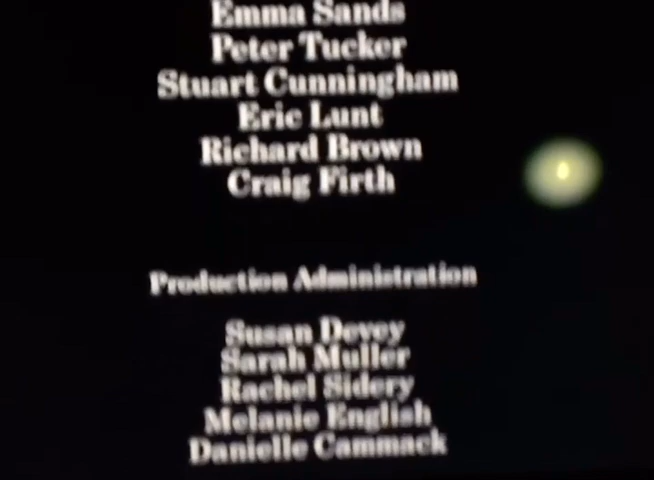 Emma Sands
Peter Tucker
Stuart Cunningham
Eric Lunt
Richard Brown
Craig Firth
Production Administration
Susan Devey
Sarah Muller
Rachel Sidery
Melanie English
Danielle Cammack